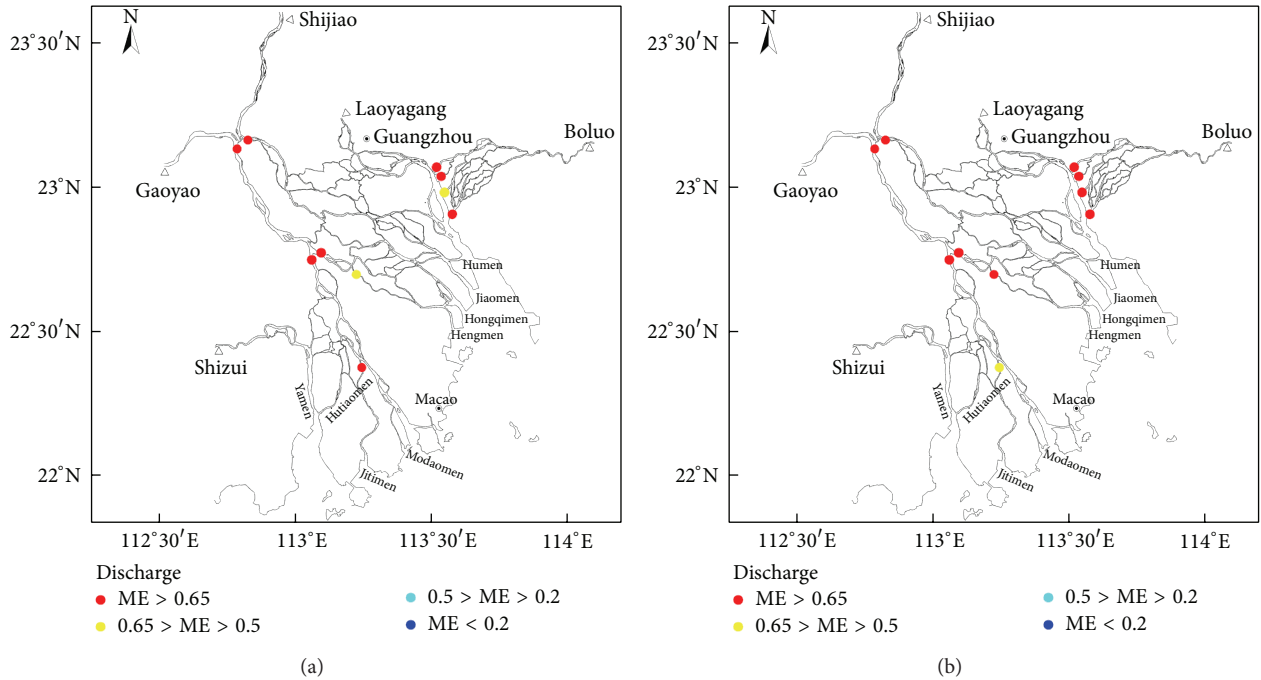 N
Shijiao
23°30′N
Laoyagang
Guangzhou
Boluo
23°N
Gaoyao
Humen
Jiaomen
Hongqimen
22°30′N
Hengmen
Shizui
Yamen
Hutiaomen
Macao
Modaomen
22°N
Jitimen
112°30′E
113°E
113°30′E
114°E
Discharge
ME > 0.65
0.5 > ME > 0.2
0.65 > ME > 0.5
ME < 0.2
(a)
N
Shijiao
23°30′N
Laoyagang
Guangzhou
Boluo
23°N
Gaoyao
Humen
Jiaomen
Hongqimen
22°30′N
Hengmen
Shizui
Yamen
Hutiaomen
Macao
Modaomen
22°N
Jitimen
112°30′E
113°E
113°30′E
114°E
Discharge
ME > 0.65
0.5 > ME > 0.2
0.65 > ME > 0.5
ME < 0.2
(b)